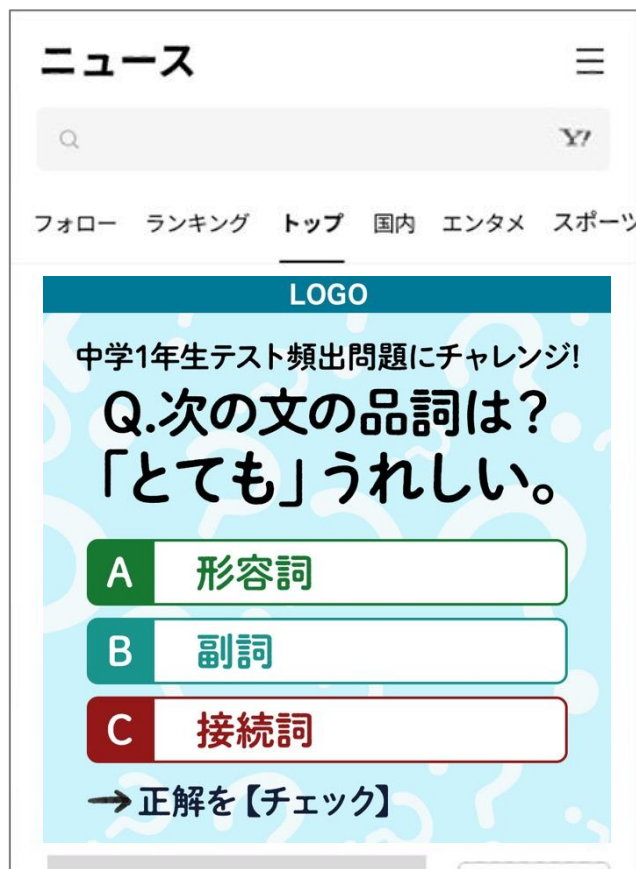 ニュース
Y!
フォロー ランキング トップ 国内 エンタメ スポーツ
LOGO
中学1年生テスト頻出問題にチャレンジ!
Q.次の文の品詞は?
「とても」うれしい。
A 形容詞
B 副詞
C 接続詞
→正解を【チェック】